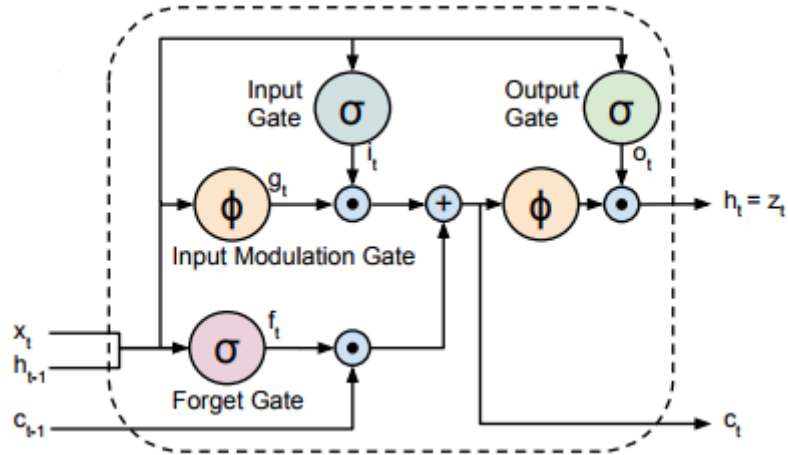 Input
Gate
σ
Output
Gate
σ
i_t
o_t
g_t
ϕ
+
ϕ
h_t = z_t
Input Modulation Gate
x_t
h_t-1
f_t
σ
Forget Gate
c_t-1
c_t